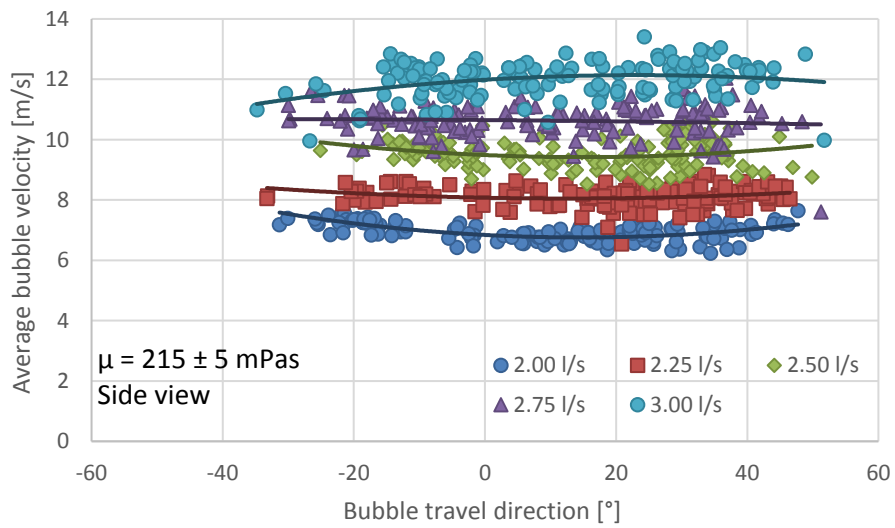 14
12
10
8
6
4
2
0
Average bubble velocity [m/s]
μ = 215 ± 5 mPas
Side view
2.00 l/s 2.25 l/s 2.50 l/s
2.75 l/s 3.00 l/s
-60 -40 -20 0 20 40 60
Bubble travel direction [°]